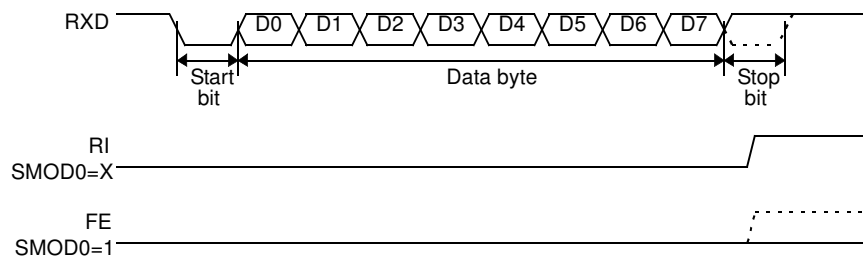 RXD
D0 D1 D2 D3 D4 D5 D6 D7
Start
bit
Data byte
Stop
bit
RI
SMOD0=X
FE
SMOD0=1